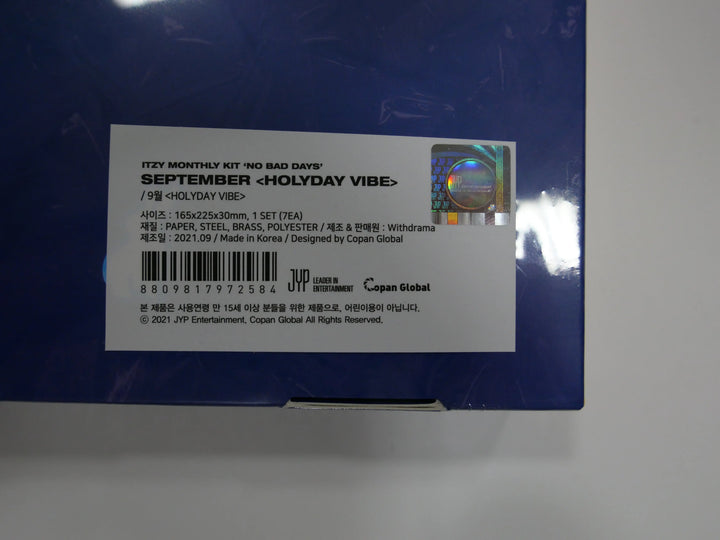 ITZY MONTHLY KIT 'NO BAD DAYS'
SEPTEMBER <HOLYDAY VIBE>
/ 9월 <HOLYDAY VIBE>
사이즈 : 165x225x30mm, 1 SET (7EA)
재질 : PAPER, STEEL, BRASS, POLYESTER / 제조 & 판매원 : Withdrama
제조일 : 2021.09 / Made in Korea / Designed by Copan Global
8809817972584
JYP LEADER IN
ENTERTAINMENT
Copan Global
본 제품은 사용연령 만 15세 이상 분들을 위한 제품으로, 어린이용이 아닙니다.
ⓒ 2021 JYP Entertainment. Copan Global All Rights Reserved.
JYP